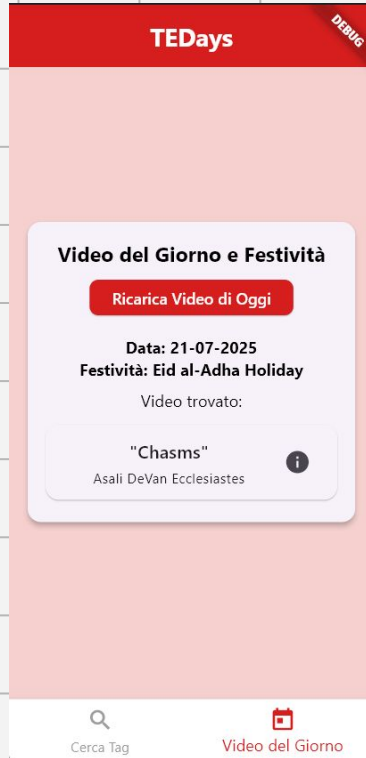 TEDays
DEBUG
Video del Giorno e Festività
Ricarica Video di Oggi
Data: 21-07-2025
Festività: Eid al-Adha Holiday
Video trovato:
"Chasms"
Asali DeVan Ecclesiastes
Cerca Tag
Video del Giorno